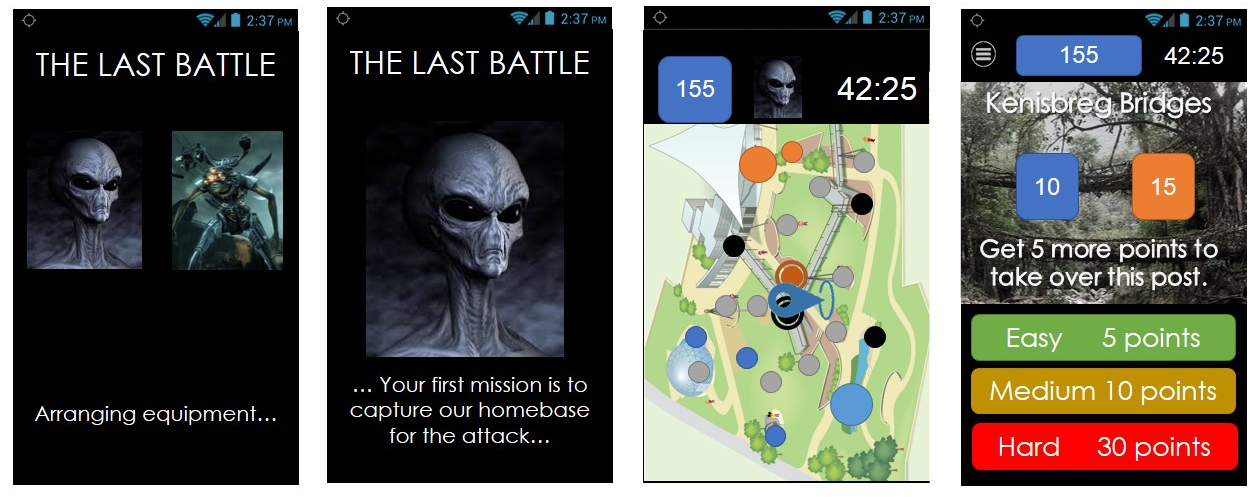 2:37 PM
THE LAST BATTLE
Arranging equipment...
2:37 PM
THE LAST BATTLE
... Your first mission is to
capture our homebase
for the attack...
2:37 PM
155
42:25
2:37 PM
155
42:25
Kenisbreg Bridges
10
15
Get 5 more points to
take over this post.
Easy 5 points
Medium 10 points
Hard 30 points